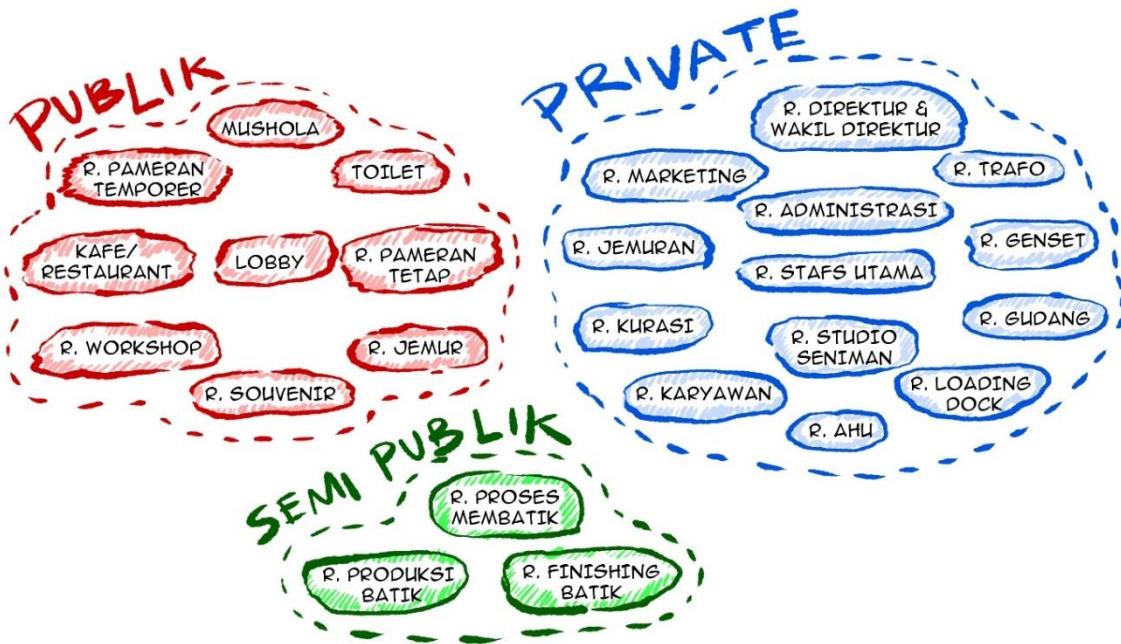 PUBLIK
MUSHOLA
R. PAMERAN
TEMPORER
TOILET
KAFE/
RESTAURANT
LOBBY
R. PAMERAN
TETAP
R. WORKSHOP
R. JEMUR
R. SOUVENIR
PRIVATE
R. DIREKTUR &
WAKIL DIREKTUR
R. MARKETING
R. TRAFO
R. ADMINISTRASI
R. JEMURAN
R. GENSET
R. STAFS UTAMA
R. KURASI
R. STUDIO
SENIMAN
R. GUDANG
R. KARYAWAN
R. LOADING
DOCK
R. AHU
SEMI PUBLIK
R. PROSES
MEMBATIK
R. PRODUKSI
BATIK
R. FINISHING
BATIK